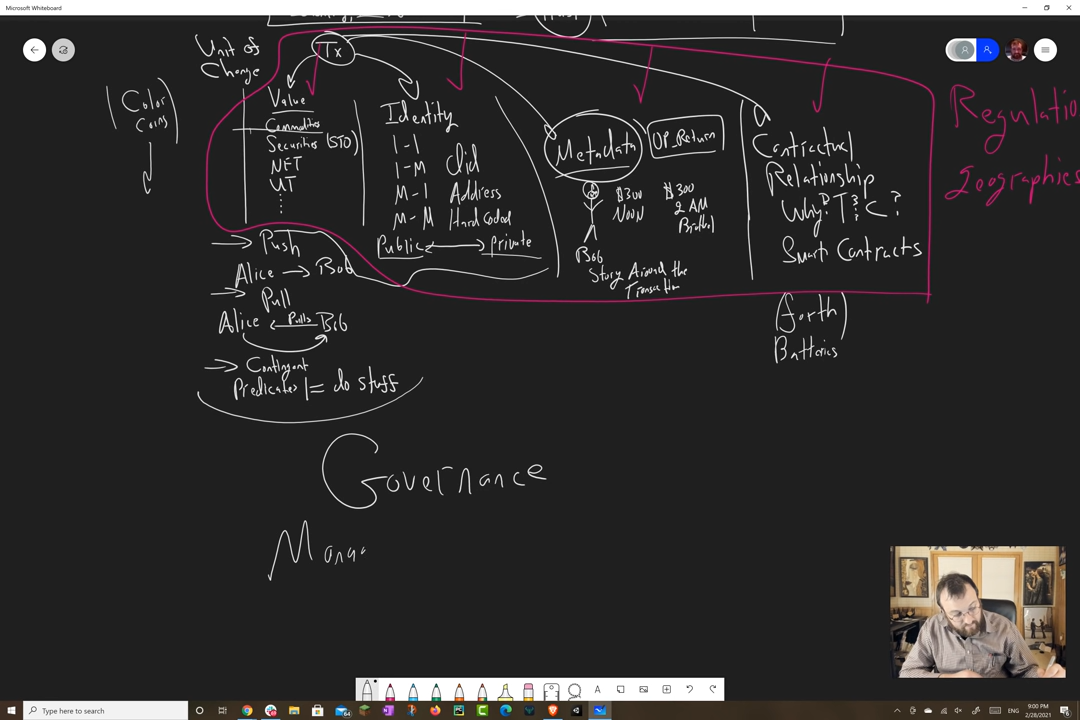 Microsoft Whiteboard
Unit of
Change
Tx
(Color
Coins)
Value
Commodities
Securities (STO)
NFT
UT
Identity
1-1
1-M
M-1
M-M
DID
Address
Hard Coded
Public
Private
Metadata
OP_Return
$300
Noon
$300
2 AM
Brothel
Bob
Story Around the
Transaction
Contractual
Relationship
Why? T&C?
Smart Contracts
Regulatio
geographies
Push
Alice → Bob
Pull
Alice Pulls Bob
Contingent
Predicates |= do stuff
(forth)
Batteries
Governance
Mana
Type here to search
64
A
ENG
9:00 PM
2/28/2021
6